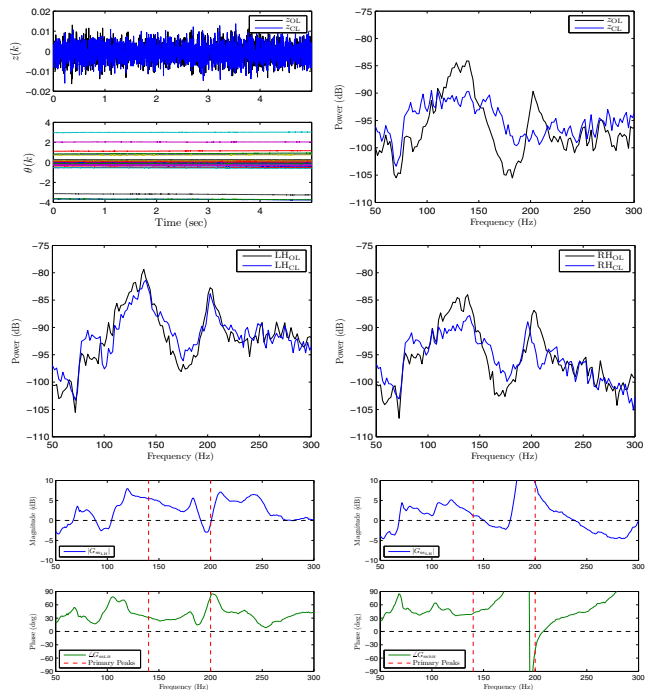 0.02
0.01
0
−0.01
−0.02
z(k)
z_OL
z_CL
0 1 2 3 4
4
2
0
−2
−4
θ(k)
0 1 2 3 4
Time (sec)
−75
−80
−85
−90
−95
−100
−105
−110
Power (dB)
z_OL
z_CL
50 100 150 200 250 300
Frequency (Hz)
−75
−80
−85
−90
−95
−100
−105
−110
Power (dB)
LH_OL
LH_CL
50 100 150 200 250 300
Frequency (Hz)
−75
−80
−85
−90
−95
−100
−105
−110
Power (dB)
RH_OL
RH_CL
50 100 150 200 250 300
Frequency (Hz)
10
5
0
−5
−10
Magnitude (dB)
50 100 150 200 250 300
10
5
0
−5
−10
Magnitude (dB)
50 100 150 200 250 300
90
60
30
0
−30
−60
−90
Phase (deg)
Primary Peaks
50 100 150 200 250 300
Frequency (Hz)
90
60
30
0
−30
−60
−90
Phase (deg)
Primary Peaks
50 100 150 200 250 300
Frequency (Hz)